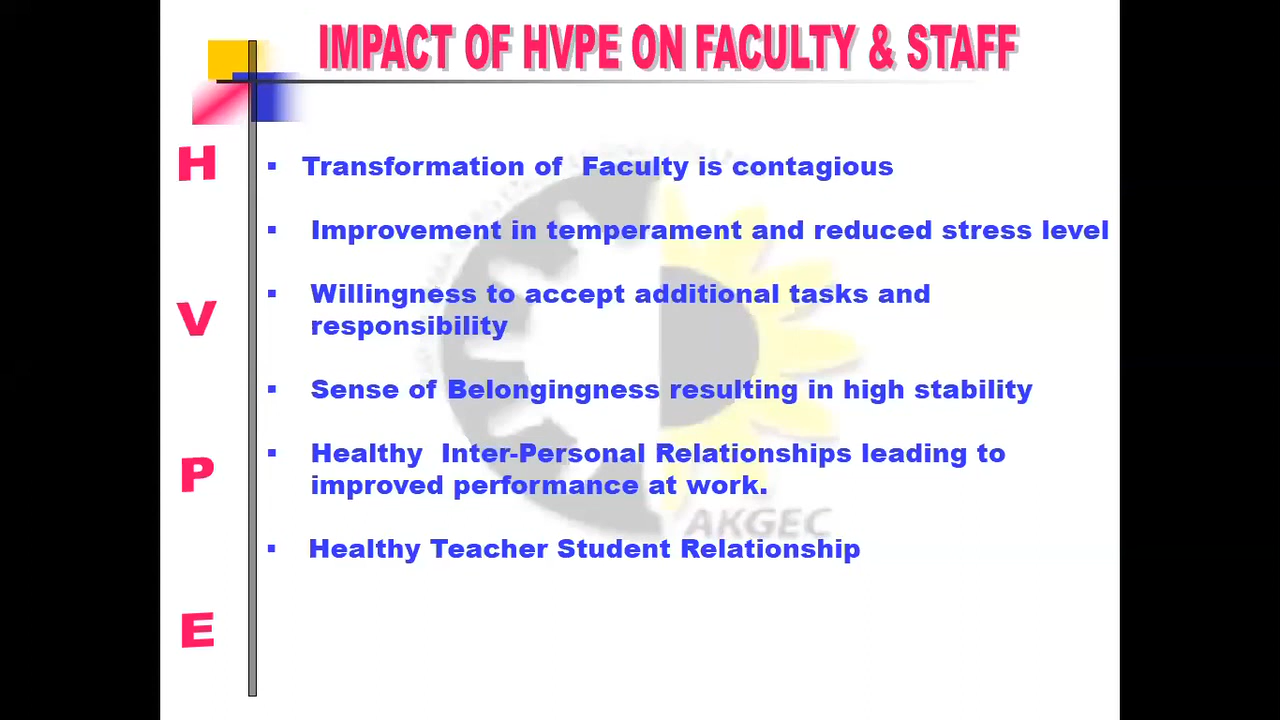 IMPACT OF HVPE ON FACULTY & STAFF
H
V
P
E
▪ Transformation of Faculty is contagious
▪ Improvement in temperament and reduced stress level
▪ Willingness to accept additional tasks and
responsibility
▪ Sense of Belongingness resulting in high stability
▪ Healthy Inter-Personal Relationships leading to
improved performance at work.
▪ Healthy Teacher Student Relationship
AKGEC